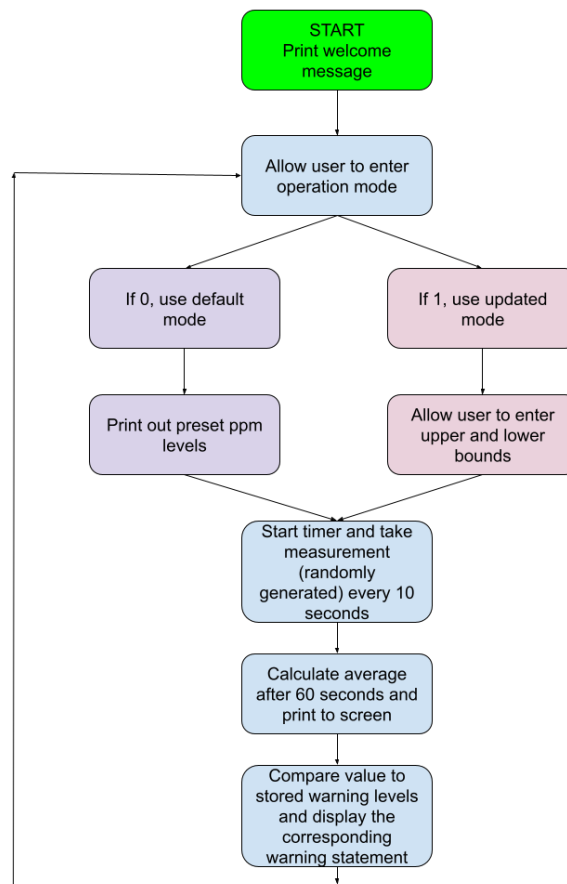 START
Print welcome
message
Allow user to enter
operation mode
If 0, use default
mode
If 1, use updated
mode
Print out preset ppm
levels
Allow user to enter
upper and lower
bounds
Start timer and take
measurement
(randomly
generated) every 10
seconds
Calculate average
after 60 seconds and
print to screen
Compare value to
stored warning levels
and display the
corresponding
warning statement